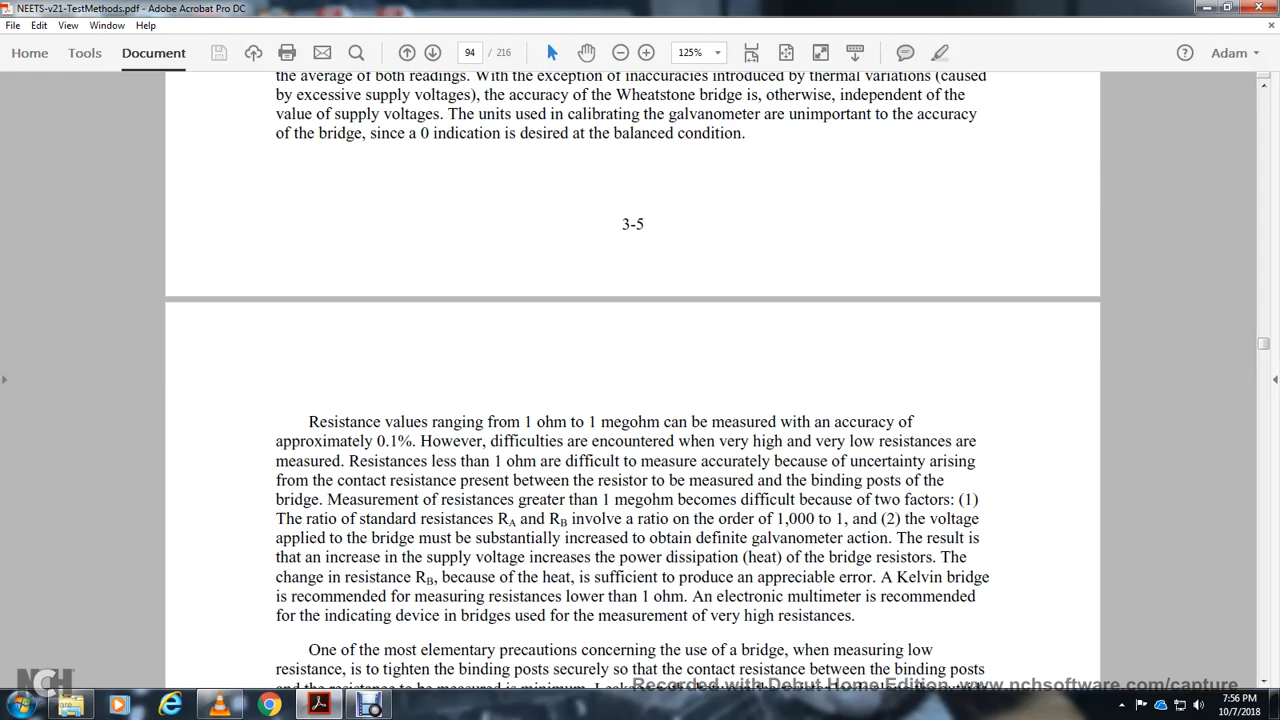 NEETS-v21-TestMethods.pdf - Adobe Acrobat Pro DC
File Edit View Window Help
Home Tools Document 94 / 216 125% Adam
the average of both readings. With the exception of inaccuracies introduced by thermal variations (caused
by excessive supply voltages), the accuracy of the Wheatstone bridge is, otherwise, independent of the
value of supply voltages. The units used in calibrating the galvanometer are unimportant to the accuracy
of the bridge, since a 0 indication is desired at the balanced condition.
3-5
Resistance values ranging from 1 ohm to 1 megohm can be measured with an accuracy of
approximately 0.1%. However, difficulties are encountered when very high and very low resistances are
measured. Resistances less than 1 ohm are difficult to measure accurately because of uncertainty arising
from the contact resistance present between the resistor to be measured and the binding posts of the
bridge. Measurement of resistances greater than 1 megohm becomes difficult because of two factors: (1)
The ratio of standard resistances RA and RB involve a ratio on the order of 1,000 to 1, and (2) the voltage
applied to the bridge must be substantially increased to obtain definite galvanometer action. The result is
that an increase in the supply voltage increases the power dissipation (heat) of the bridge resistors. The
change in resistance RB, because of the heat, is sufficient to produce an appreciable error. A Kelvin bridge
is recommended for measuring resistances lower than 1 ohm. An electronic multimeter is recommended
for the indicating device in bridges used for the measurement of very high resistances.
One of the most elementary precautions concerning the use of a bridge, when measuring low
resistance, is to tighten the binding posts securely so that the contact resistance between the binding posts
and the resistance to be measured is minimum.
Recorded with Debut Home Edition www.nchsoftware.com/capture
NCH
7:56 PM
10/7/2018